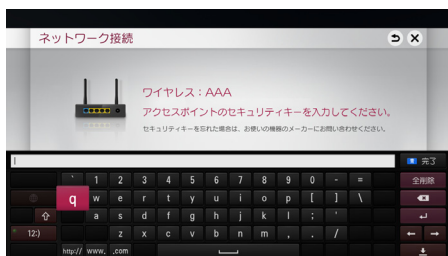 ネットワーク接続
ワイヤレス：AAA
アクセスポイントのセキュリティキーを入力してください。
セキュリティキーを忘れた場合は、お使いの機器のメーカーにお問い合わせください。
完了
` 1 2 3 4 5 6 7 8 9 0 - = 全削除
q w e r t y u i o p [ ] \
a s d f g h j k l ; '
12:) z x c v b n m , . /
http:// www. .com